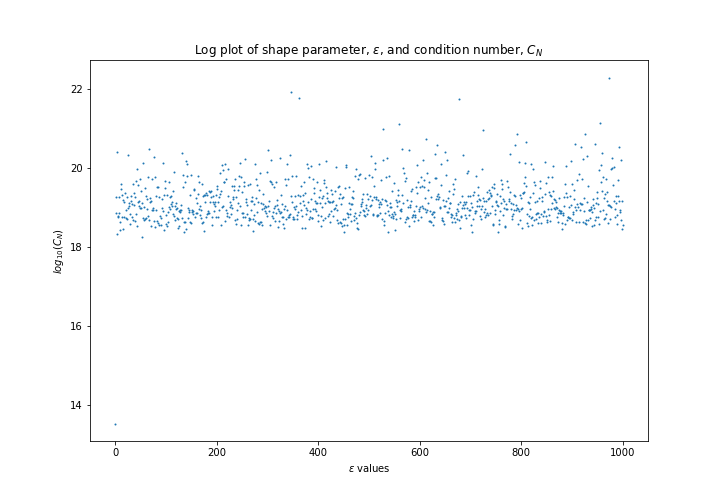 Log plot of shape parameter, ε, and condition number, C_N
22
20
18
16
14
log₁₀(C_N)
0 200 400 600 800 1000
ε values